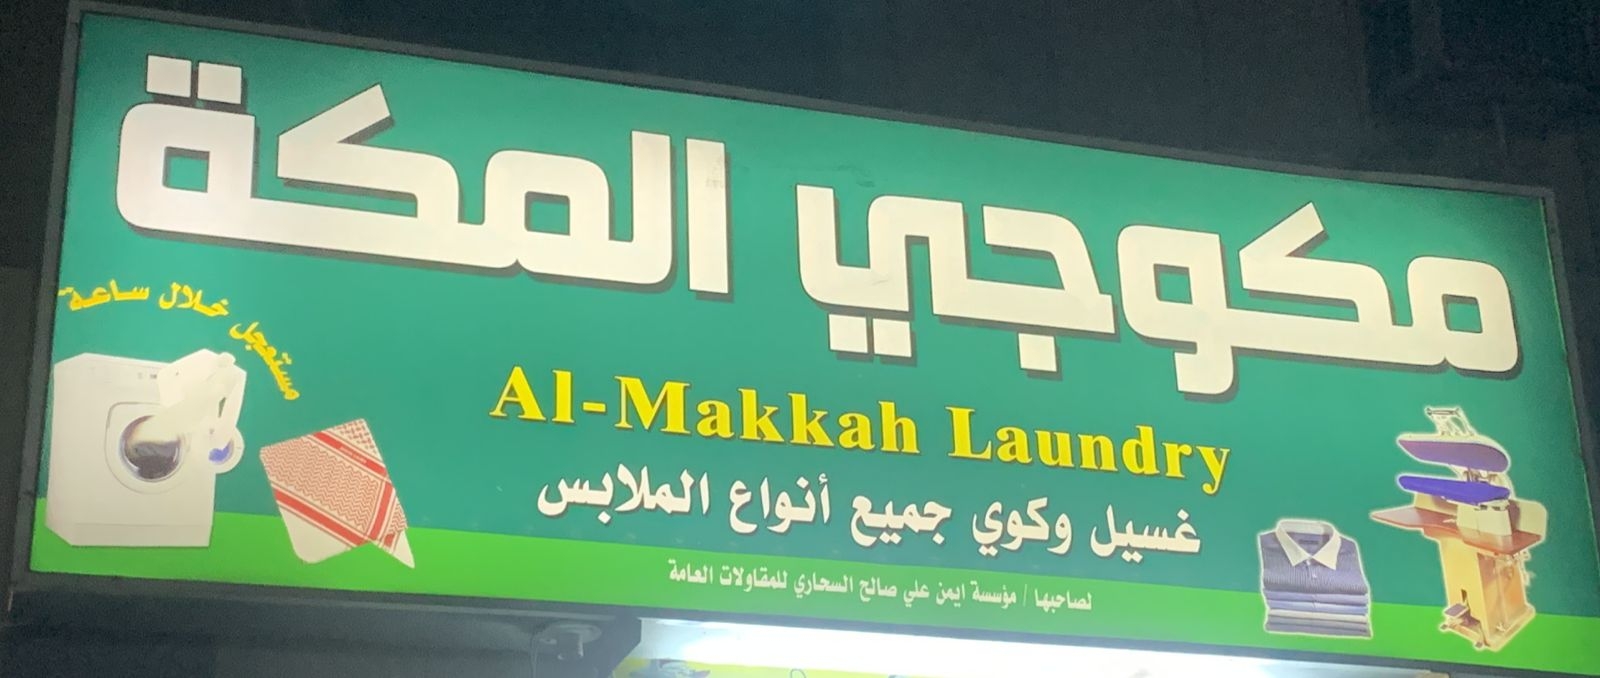 مكوجي المكة
مستعجل خلال ساعة
Al-Makkah Laundry
غسيل وكوي جميع أنواع الملابس
لصاحبها / مؤسسة ايمن علي صالح السحاري للمقاولات العامة